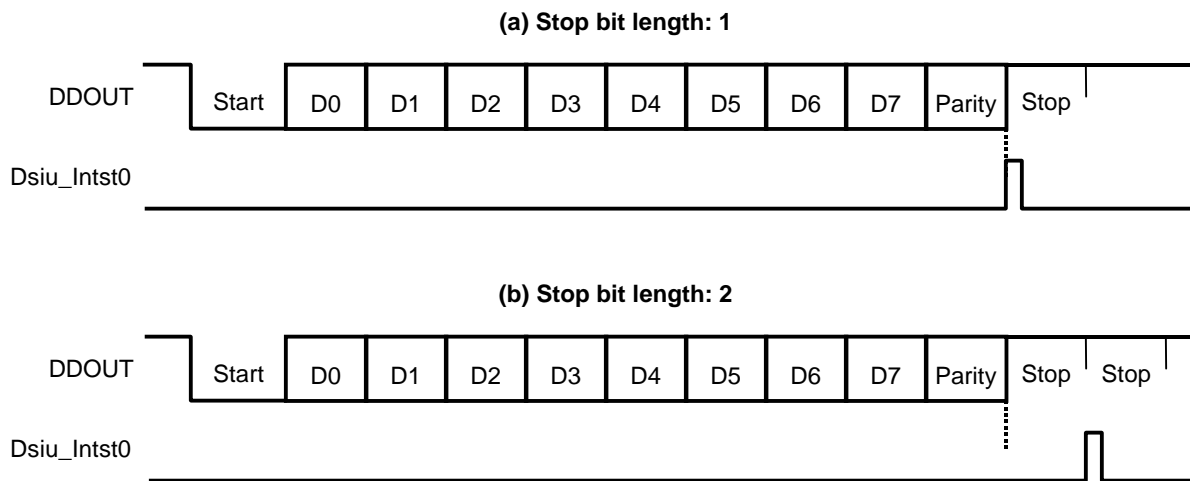 (a) Stop bit length: 1
DDOUT Start D0 D1 D2 D3 D4 D5 D6 D7 Parity Stop
Dsiu_Intst0
(b) Stop bit length: 2
DDOUT Start D0 D1 D2 D3 D4 D5 D6 D7 Parity Stop Stop
Dsiu_Intst0